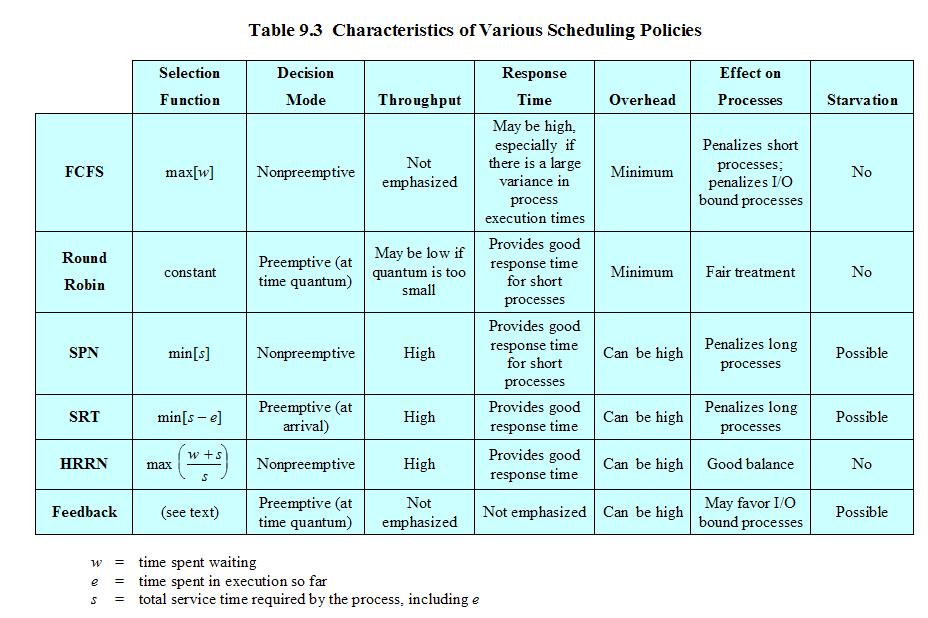 Table 9.3  Characteristics of Various Scheduling Policies
Selection Function
Decision Mode
Throughput
Response Time
Overhead
Effect on Processes
Starvation
FCFS
max[w]
Nonpreemptive
Not emphasized
May be high, especially if there is a large variance in process execution times
Minimum
Penalizes short processes; penalizes I/O bound processes
No
Round Robin
constant
Preemptive (at time quantum)
May be low if quantum is too small
Provides good response time for short processes
Minimum
Fair treatment
No
SPN
min[s]
Nonpreemptive
High
Provides good response time for short processes
Can be high
Penalizes long processes
Possible
SRT
min[s – e]
Preemptive (at arrival)
High
Provides good response time
Can be high
Penalizes long processes
Possible
HRRN
max ((w + s) / s)
Nonpreemptive
High
Provides good response time
Can be high
Good balance
No
Feedback
(see text)
Preemptive (at time quantum)
Not emphasized
Not emphasized
Can be high
May favor I/O bound processes
Possible
w = time spent waiting
e = time spent in execution so far
s = total service time required by the process, including e